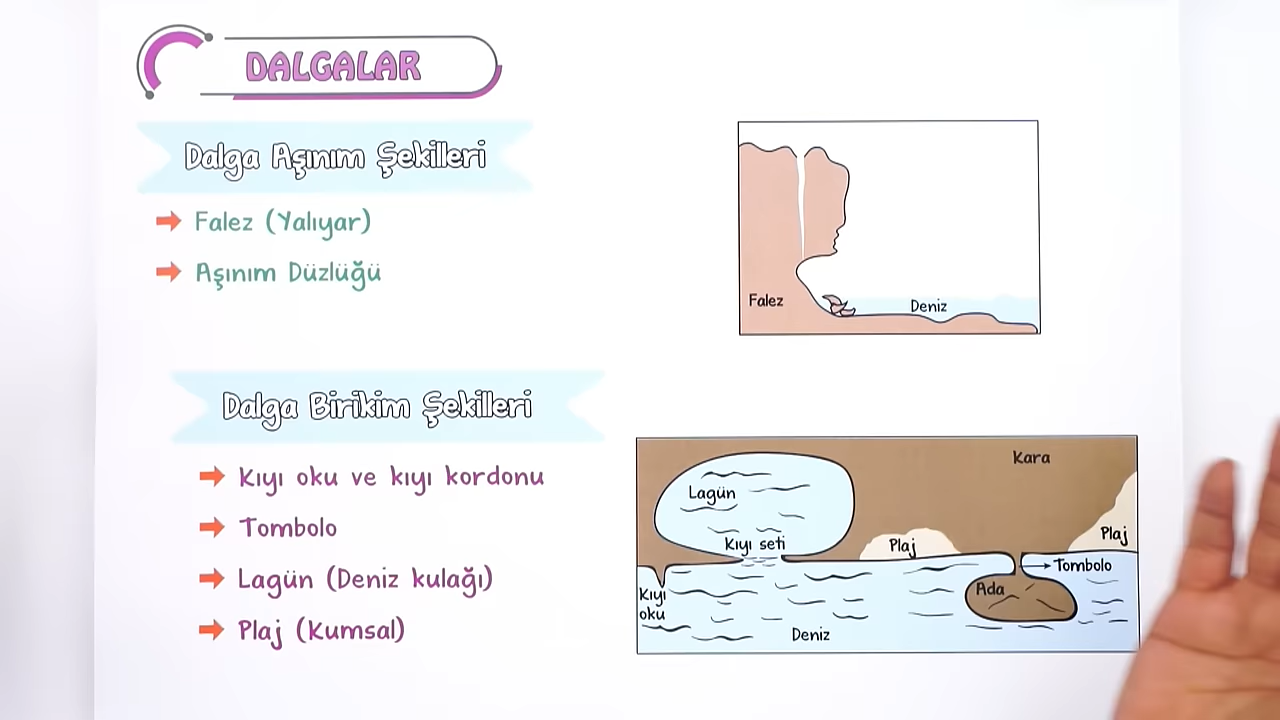 DALGALAR
Dalga Aşınım Şekilleri
Falez (Yalıyar)
Aşınım Düzlüğü
Falez
Deniz
Dalga Birikim Şekilleri
Kıyı oku ve kıyı kordonu
Tombolo
Lagün (Deniz kulağı)
Plaj (Kumsal)
Kara
Lagün
Kıyı seti
Plaj
Plaj
Tombolo
Kıyı
oku
Ada
Deniz